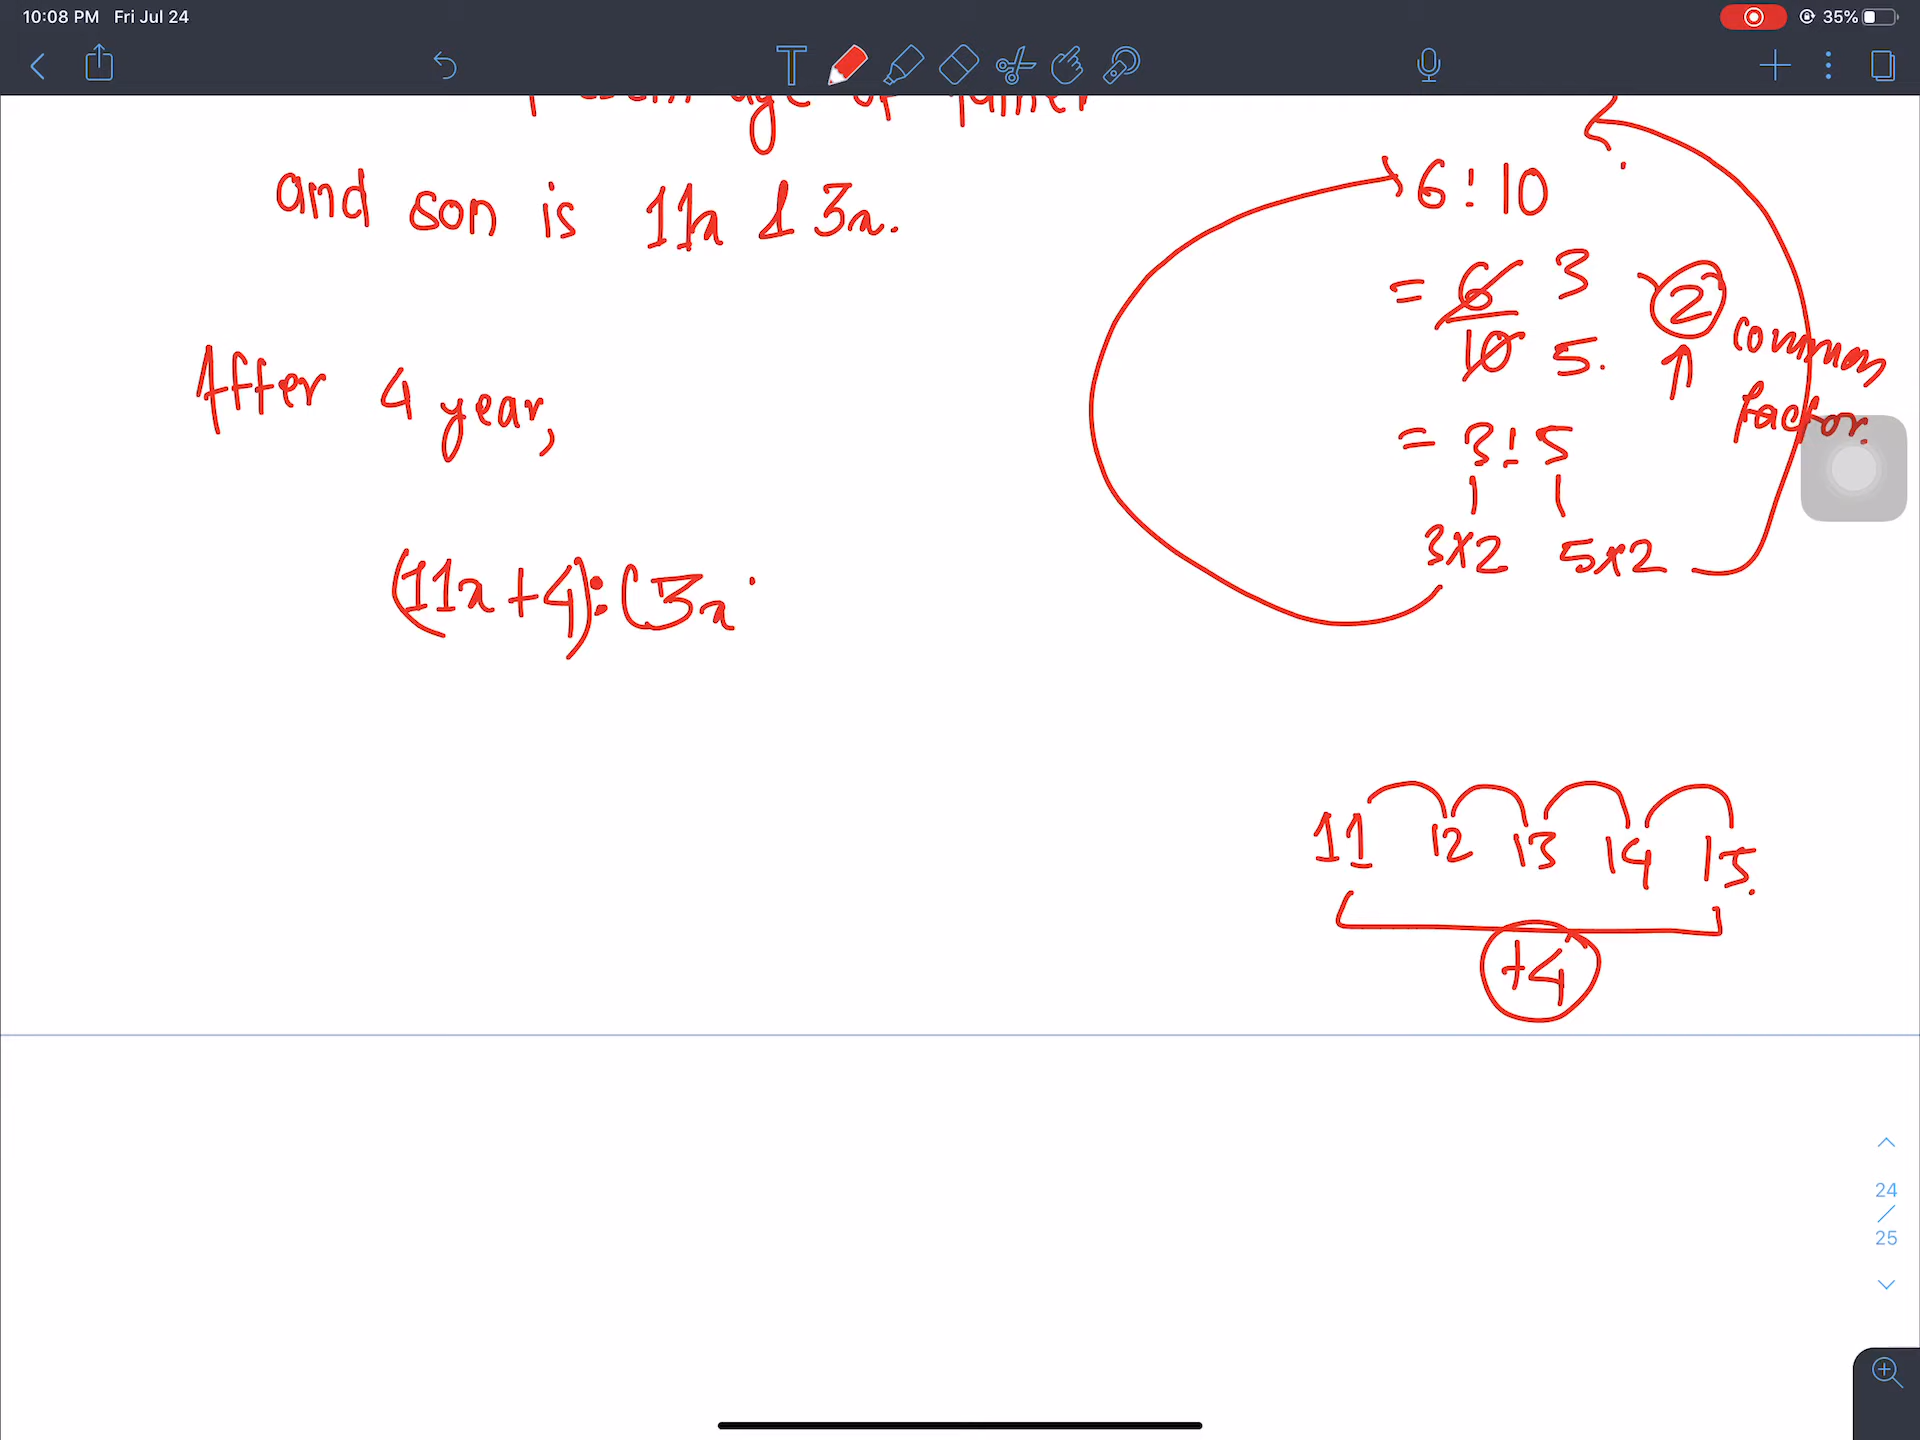 10:08 PM Fri Jul 24
35%
age of
and son is 11x & 3x.
After 4 year,
(11x + 4) : (3x
6 : 10
= 6 3
10 5.
2
common
factor.
= 3 : 5
3x2 5x2
11 12 13 14 15.
+4
24
/
25